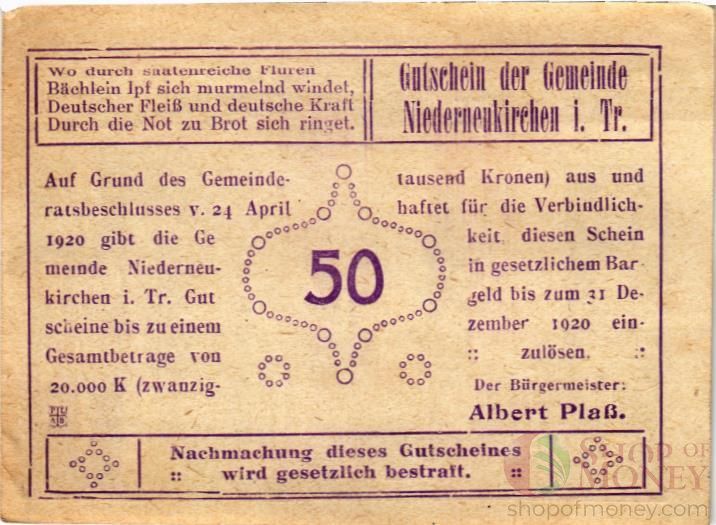 Wo durch saatenreiche Fluren
Bächlein Ipf sich murmelnd windet,
Deutscher Fleiß und deutsche Kraft
Durch die Not zu Brot sich ringet.
Gutschein der Gemeinde
Niederneukirchen i. Tr.
Auf Grund des Gemeinde-
ratsbeschlusses v. 24 April
1920 gibt die Ge
meinde Niederneu-
kirchen i. Tr. Gut
scheine bis zu einem
Gesamtbetrage von
20.000 K (zwanzig-
50
tausend Kronen) aus und
haftet für die Verbindlich-
keit, diesen Schein
in gesetzlichem Bar-
geld bis zum 31 De-
zember 1920 ein-
:: zulösen. ::
Der Bürgermeister:
Albert Plaß.
Nachmachung dieses Gutscheines
:: wird gesetzlich bestraft. ::
SHOP OF
MONEY
shopofmoney.com